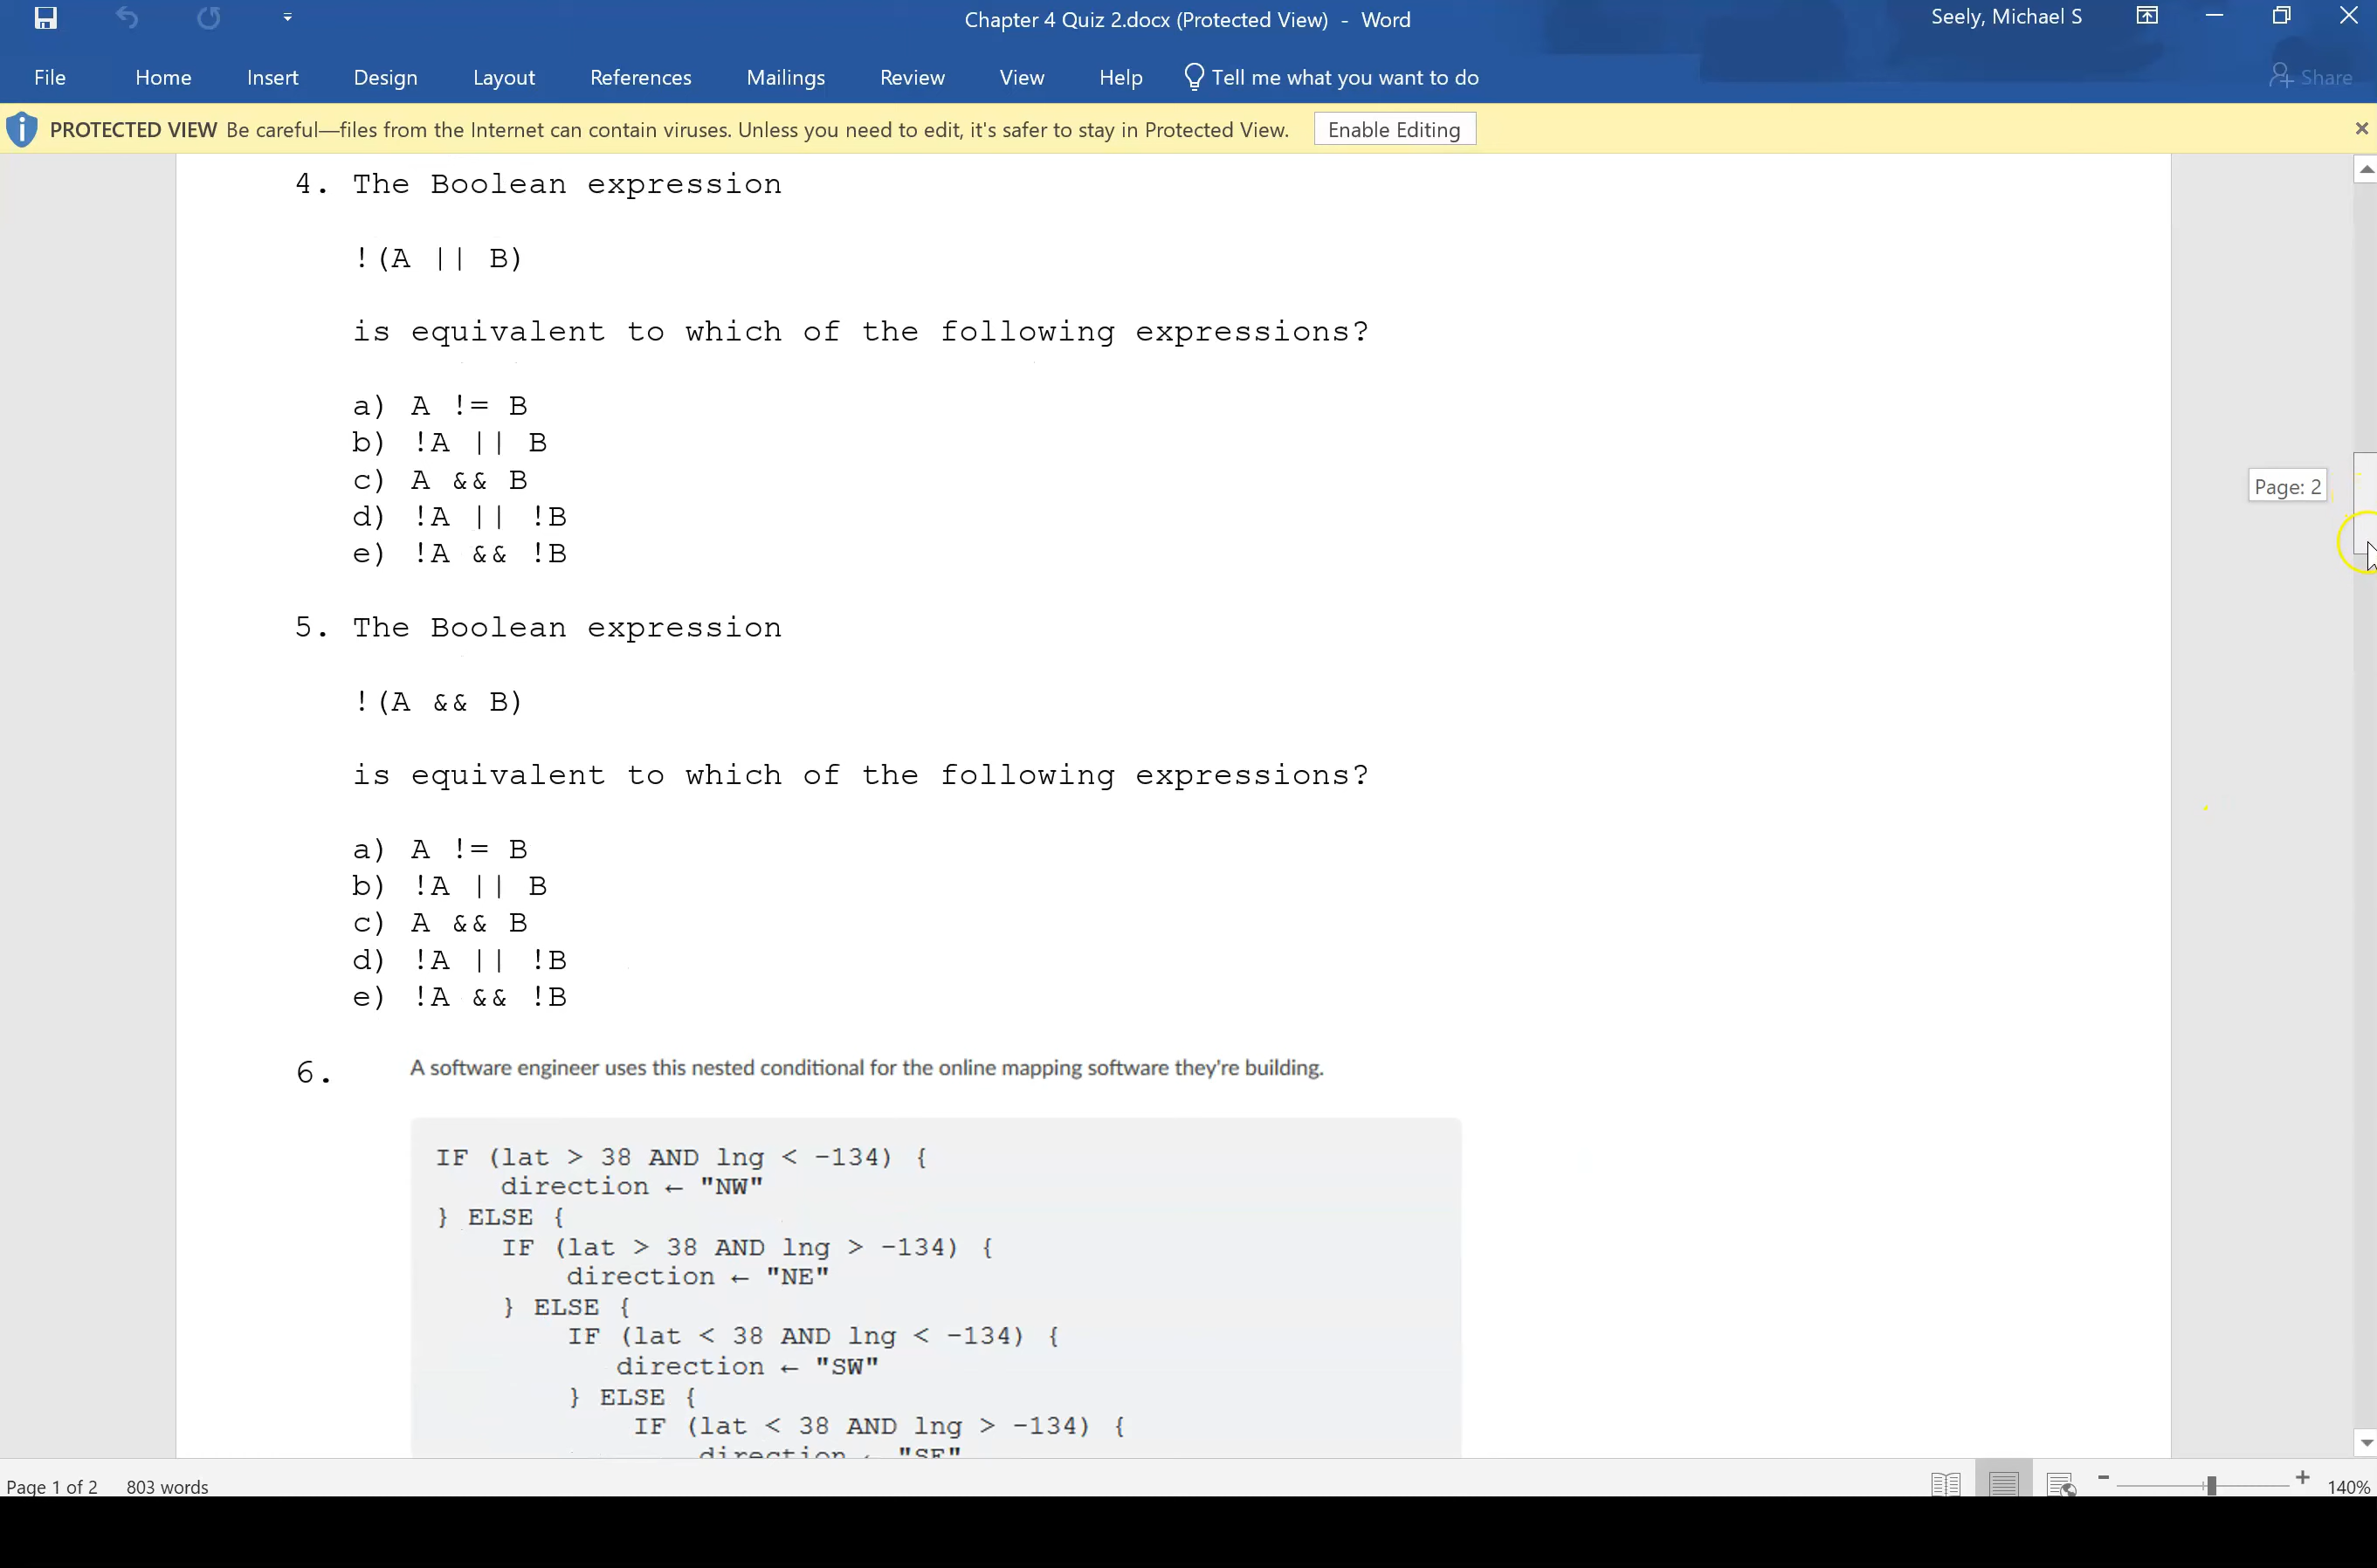 Chapter 4 Quiz 2.docx (Protected View) - Word
Seely, Michael S
File Home Insert Design Layout References Mailings Review View Help Tell me what you want to do Share
PROTECTED VIEW Be careful—files from the Internet can contain viruses. Unless you need to edit, it's safer to stay in Protected View. Enable Editing
4. The Boolean expression
!(A || B)
is equivalent to which of the following expressions?
a) A != B
b) !A || B
c) A && B
d) !A || !B
e) !A && !B
Page: 2
5. The Boolean expression
!(A && B)
is equivalent to which of the following expressions?
a) A != B
b) !A || B
c) A && B
d) !A || !B
e) !A && !B
6. A software engineer uses this nested conditional for the online mapping software they're building.
IF (lat > 38 AND lng < -134) {
direction ← "NW"
} ELSE {
IF (lat > 38 AND lng > -134) {
direction ← "NE"
} ELSE {
IF (lat < 38 AND lng < -134) {
direction ← "SW"
} ELSE {
IF (lat < 38 AND lng > -134) {
direction ← "SE"
Page 1 of 2 803 words
140%